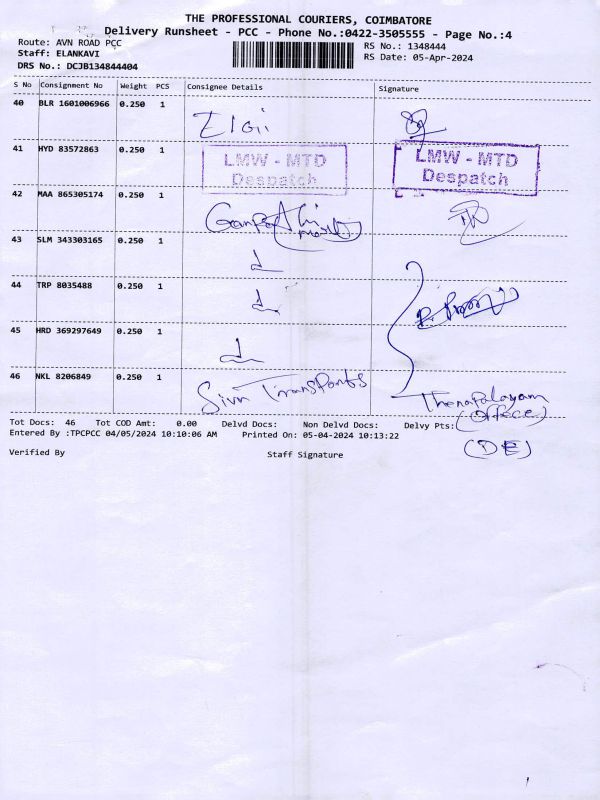 THE PROFESSIONAL COURIERS, COIMBATORE
Delivery Runsheet - PCC - Phone No.:0422-3505555 - Page No.:4
Route: AVN ROAD PCC
RS No.: 1348444
Staff: ELANKAVI
RS Date: 05-Apr-2024
DRS No.: DCJB134844404
S No Consignment No Weight PCS Consignee Details Signature
40 BLR 1601006966 0.250 1 Elgi
41 HYD 83572863 0.250 1 LMW - MTD Despatch LMW - MTD Despatch
42 MAA 865305174 0.250 1
43 SLM 343303165 0.250 1
44 TRP 8035488 0.250 1
45 HRD 369297649 0.250 1
46 NKL 8206849 0.250 1 Transports
(office)
Tot Docs: 46 Tot COD Amt: 0.00 Delvd Docs: Non Delvd Docs: Delvy Pts:
Entered By :TPCPCC 04/05/2024 10:10:06 AM Printed On: 05-04-2024 10:13:22
(DE)
Verified By Staff Signature